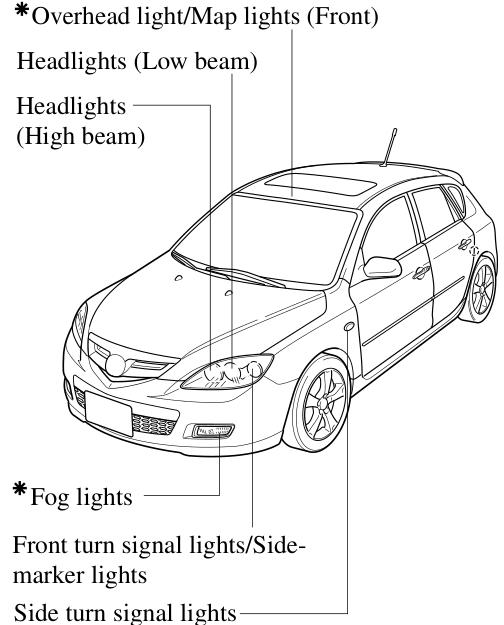 *Overhead light/Map lights (Front)
Headlights (Low beam)
Headlights
(High beam)
*Fog lights
Front turn signal lights/Side-
marker lights
Side turn signal lights